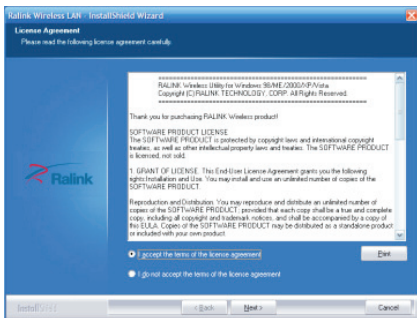 Ralink Wireless LAN - InstallShield Wizard
License Agreement
Please read the following license agreement carefully.
RALINK Wireless Utility for Windows 98/ME/2000/XP/Vista
Copyright (C) RALINK TECHNOLOGY, CORP. All Rights Reserved.
Thank you for purchasing RALINK Wireless product!
SOFTWARE PRODUCT LICENSE
The SOFTWARE PRODUCT is protected by copyright laws and international copyright
treaties, as well as other intellectual property laws and treaties. The SOFTWARE PRODUCT
is licensed, not sold.
1. GRANT OF LICENSE. This End-User License Agreement grants you the following
rights Installation and Use. You may install and use an unlimited number of copies of the
SOFTWARE PRODUCT.
Reproduction and Distribution. You may reproduce and distribute an unlimited number of
copies of the SOFTWARE PRODUCT; provided that each copy shall be a true and complete
copy, including all copyright and trademark notices, and shall be accompanied by a copy of
this EULA. Copies of the SOFTWARE PRODUCT may be distributed as a standalone product
or included with your own product.
Ralink
I accept the terms of the license agreement
Print
I do not accept the terms of the license agreement
InstallShield
< Back
Next >
Cancel